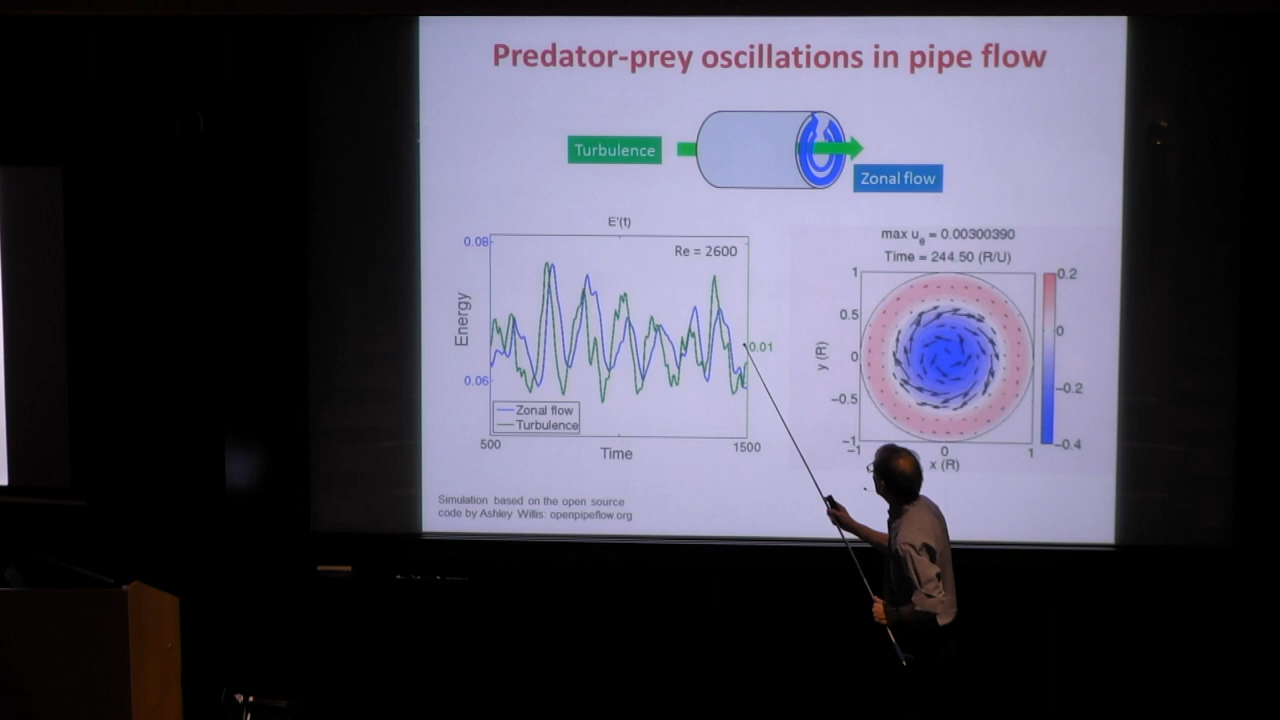 Predator-prey oscillations in pipe flow
Turbulence
Zonal flow
E'(t)
Re = 2600
0.08
Energy
0.06
0.01
Zonal flow
Turbulence
500
Time
1500
max uθ = 0.00300390
Time = 244.50 (R/U)
1
0.5
0
−0.5
−1
y (R)
−1
0
1
x (R)
0.2
0
−0.2
−0.4
Simulation based on the open source
code by Ashley Willis: openpipeflow.org